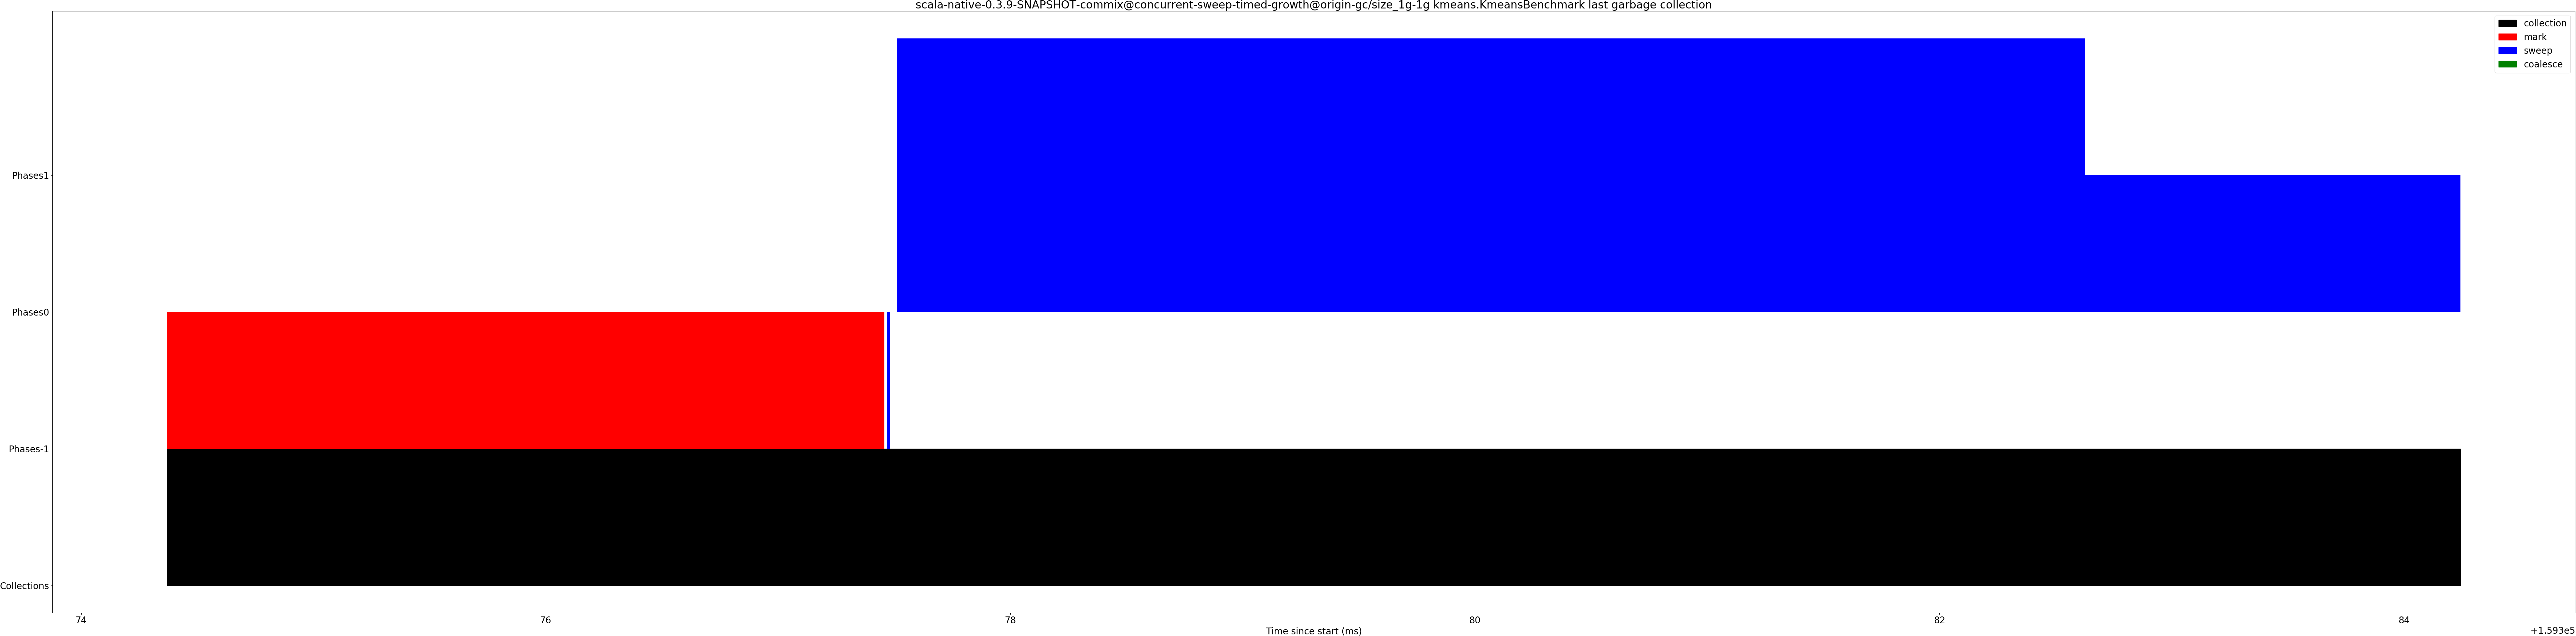 scala-native-0.3.9-SNAPSHOT-commix@concurrent-sweep-timed-growth@origin-gc/size_1g-1g kmeans.KmeansBenchmark last garbage collection
collection
mark
sweep
coalesce
Phases1
Phases0
Phases-1
Collections
74 76 78 80 82 84
Time since start (ms)
+1.593e5